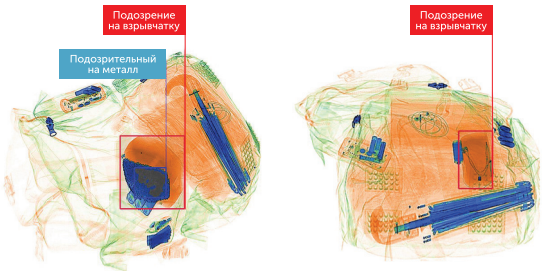 Подозрение
на взрывчатку
Подозрительный
на металл
Подозрение
на взрывчатку